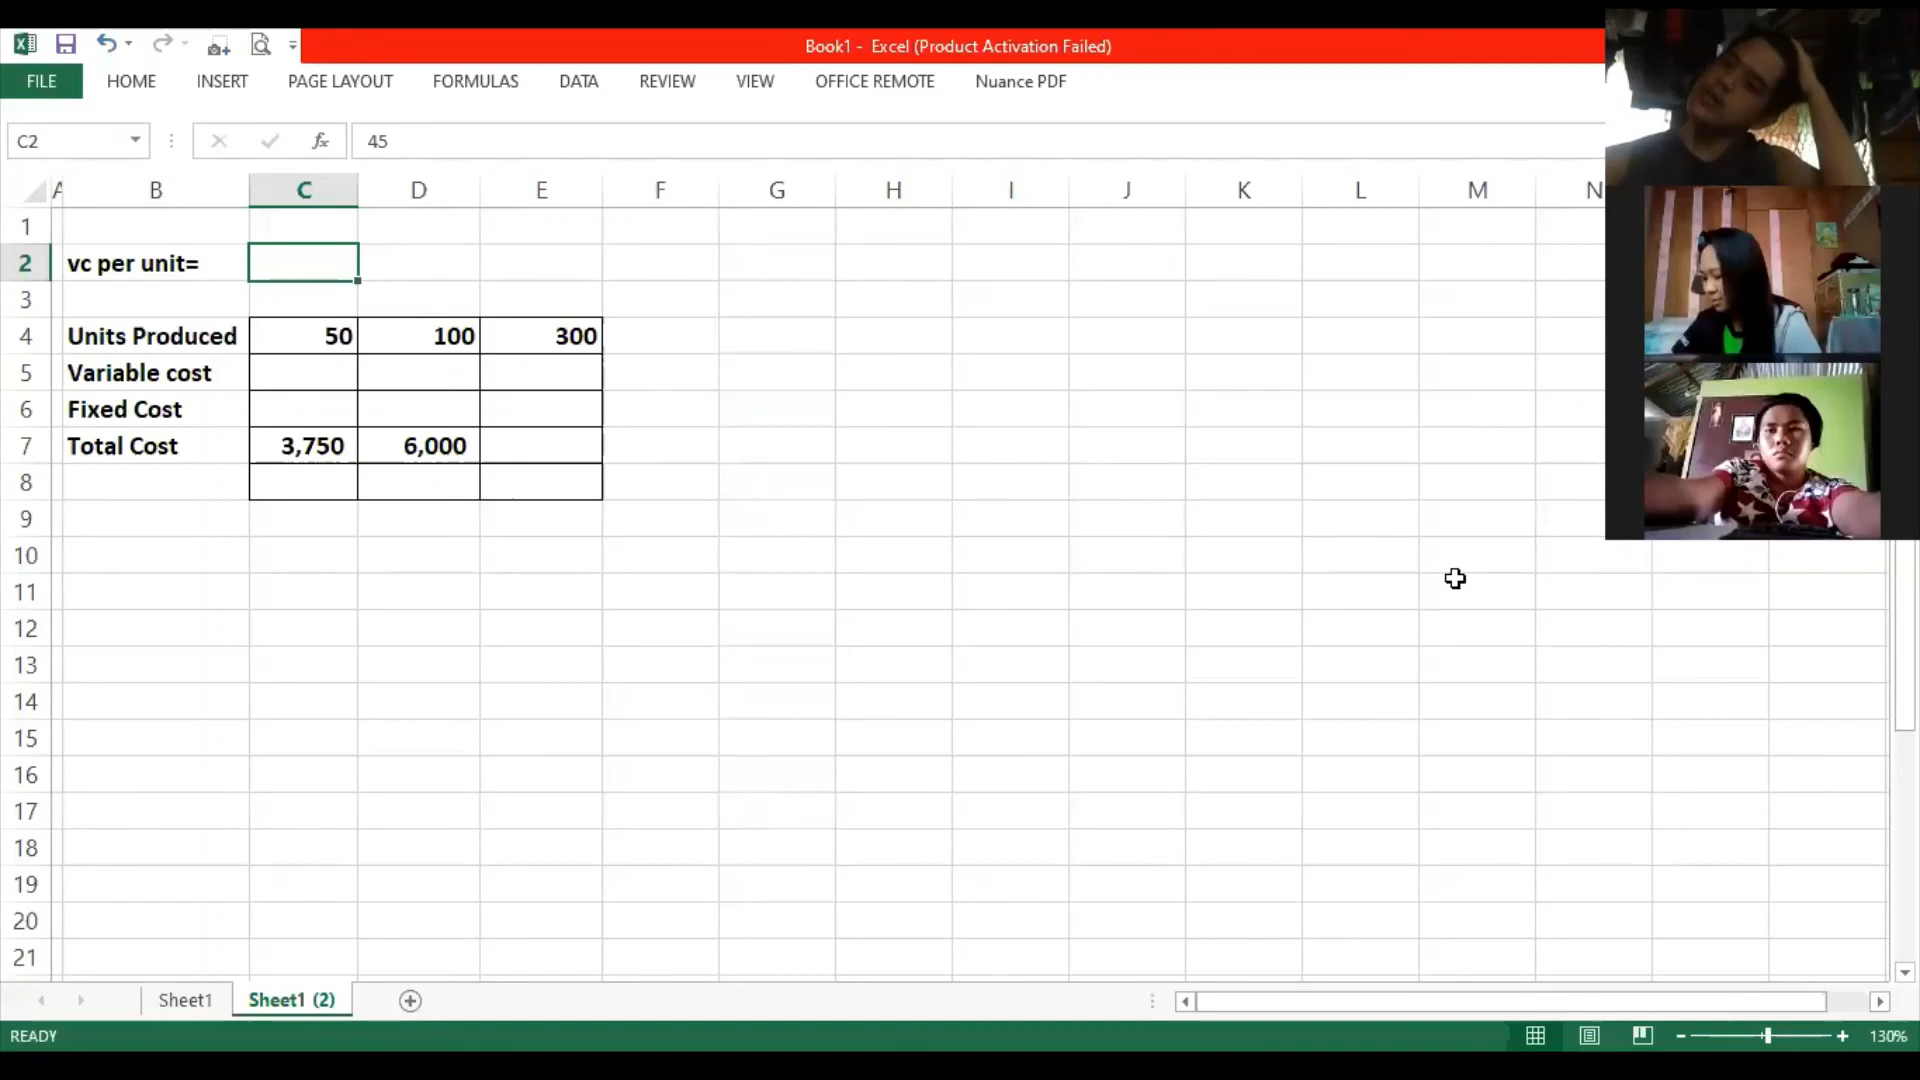 Book1 - Excel (Product Activation Failed)
FILE HOME INSERT PAGE LAYOUT FORMULAS DATA REVIEW VIEW OFFICE REMOTE Nuance PDF
C2 fx 45
A B C D E F G H I J K L M N
1
2 vc per unit=
3
4 Units Produced 50 100 300
5 Variable cost
6 Fixed Cost
7 Total Cost 3,750 6,000
8
9
10
11
12
13
14
15
16
17
18
19
20
21
Sheet1 Sheet1 (2)
READY 130%